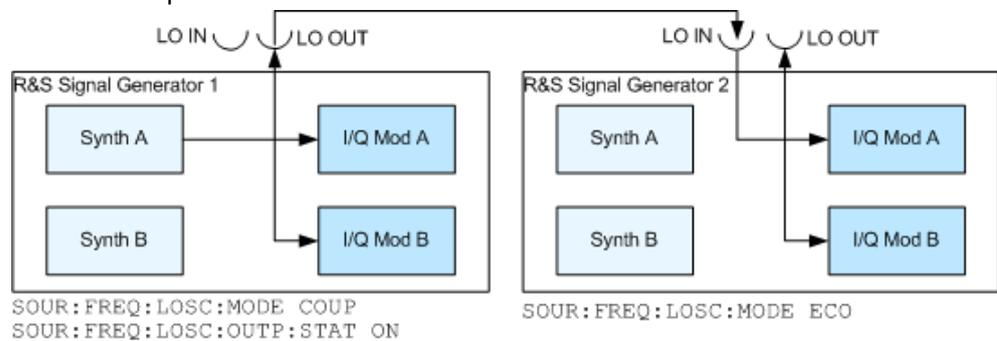 LO IN LO OUT LO IN LO OUT
R&S Signal Generator 1 R&S Signal Generator 2
Synth A I/Q Mod A Synth A I/Q Mod A
Synth B I/Q Mod B Synth B I/Q Mod B
SOUR:FREQ:LOSC:MODE COUP SOUR:FREQ:LOSC:MODE ECO
SOUR:FREQ:LOSC:OUTP:STAT ON